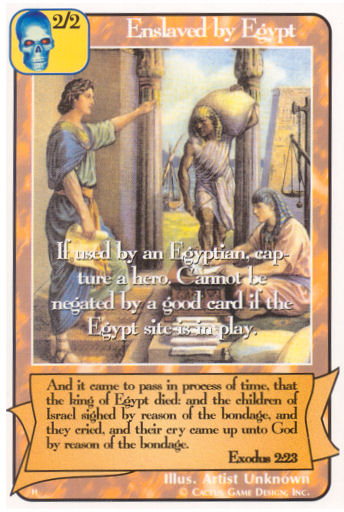 2/2
Enslaved by Egypt
If used by an Egyptian, cap-
ture a hero. Cannot be
negated by a good card if the
Egypt site is in play.
And it came to pass in process of time, that
the king of Egypt died: and the children of
Israel sighed by reason of the bondage, and
they cried, and their cry came up unto God
by reason of the bondage.
Exodus 2:23
Illus. Artist Unknown
H
© Cactus Game Design, Inc.